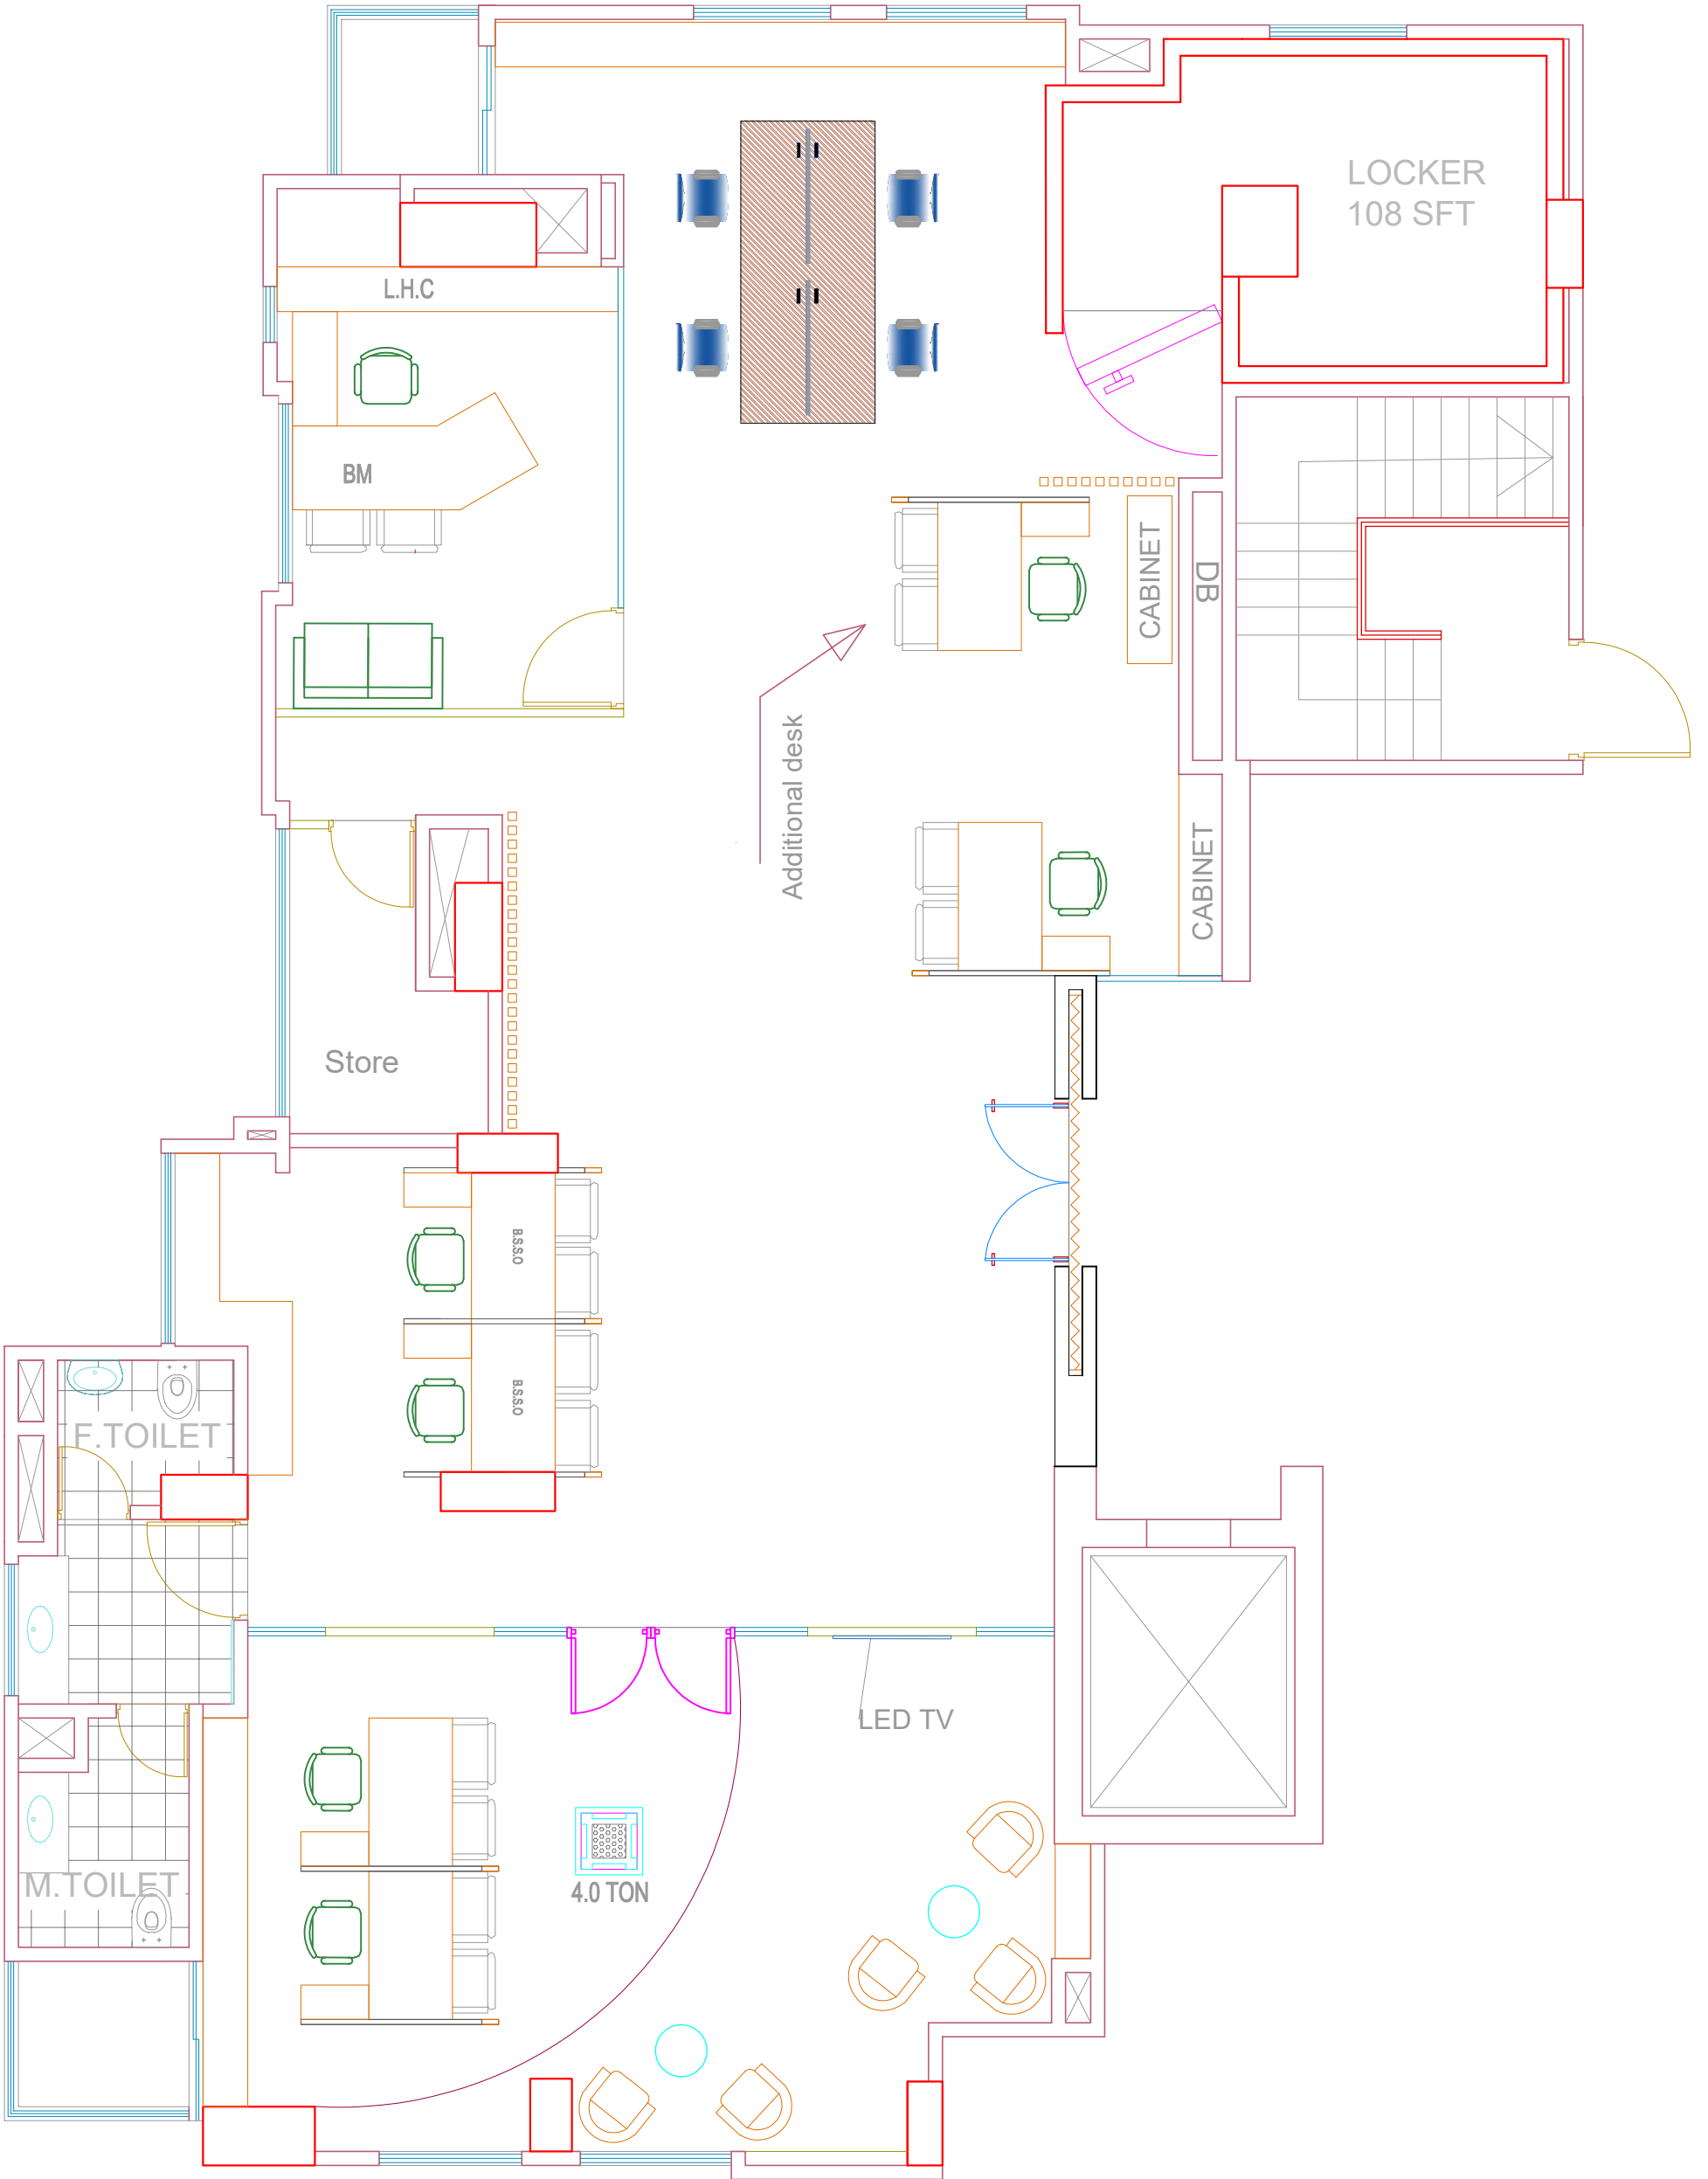 LOCKER
108 SFT
L.H.C
BM
CABINET
DB
Additional desk
CABINET
Store
B.S.S.O
B.S.S.O
F.TOILET
LED TV
4.0 TON
M.TOILET